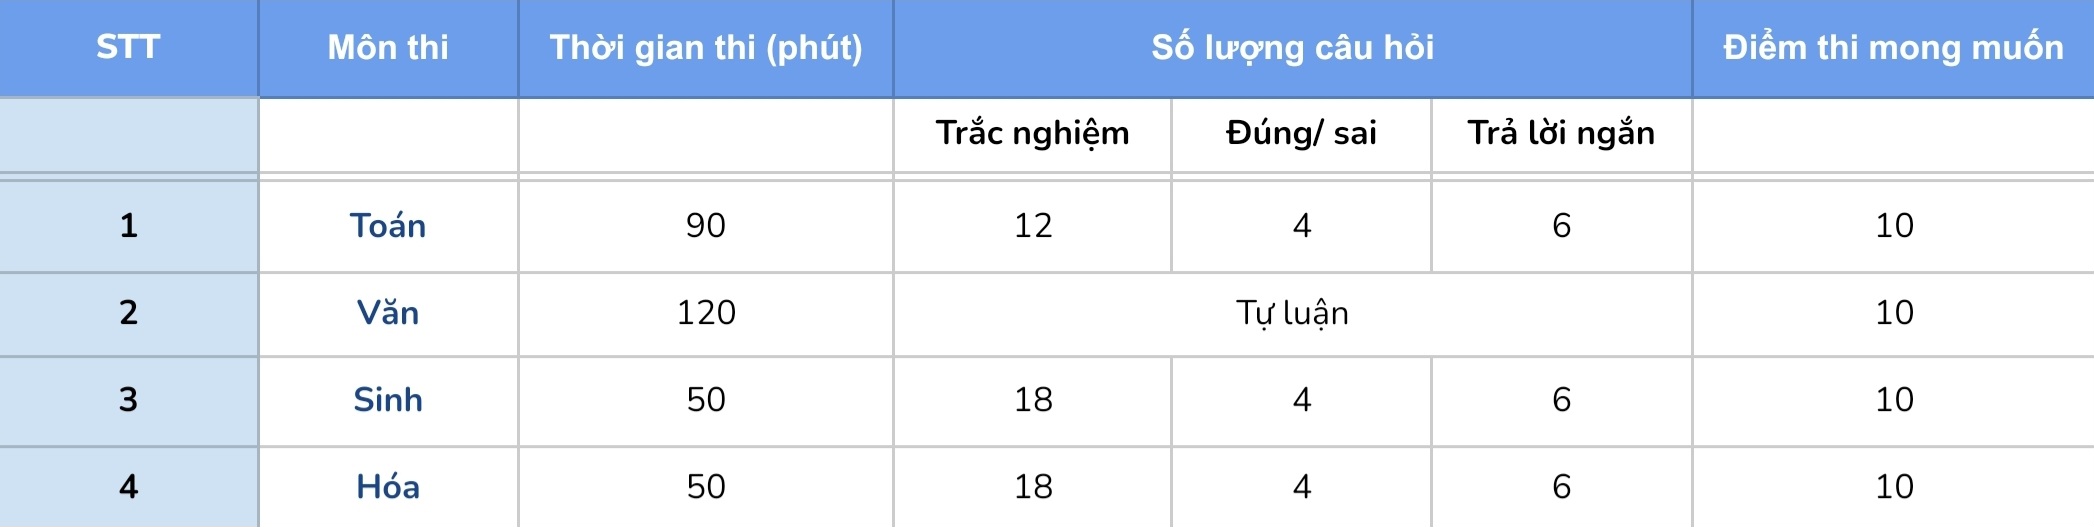 STT Môn thi Thời gian thi (phút) Số lượng câu hỏi Điểm thi mong muốn
Trắc nghiệm Đúng/ sai Trả lời ngắn
1 Toán 90 12 4 6 10
2 Văn 120 Tự luận 10
3 Sinh 50 18 4 6 10
4 Hóa 50 18 4 6 10